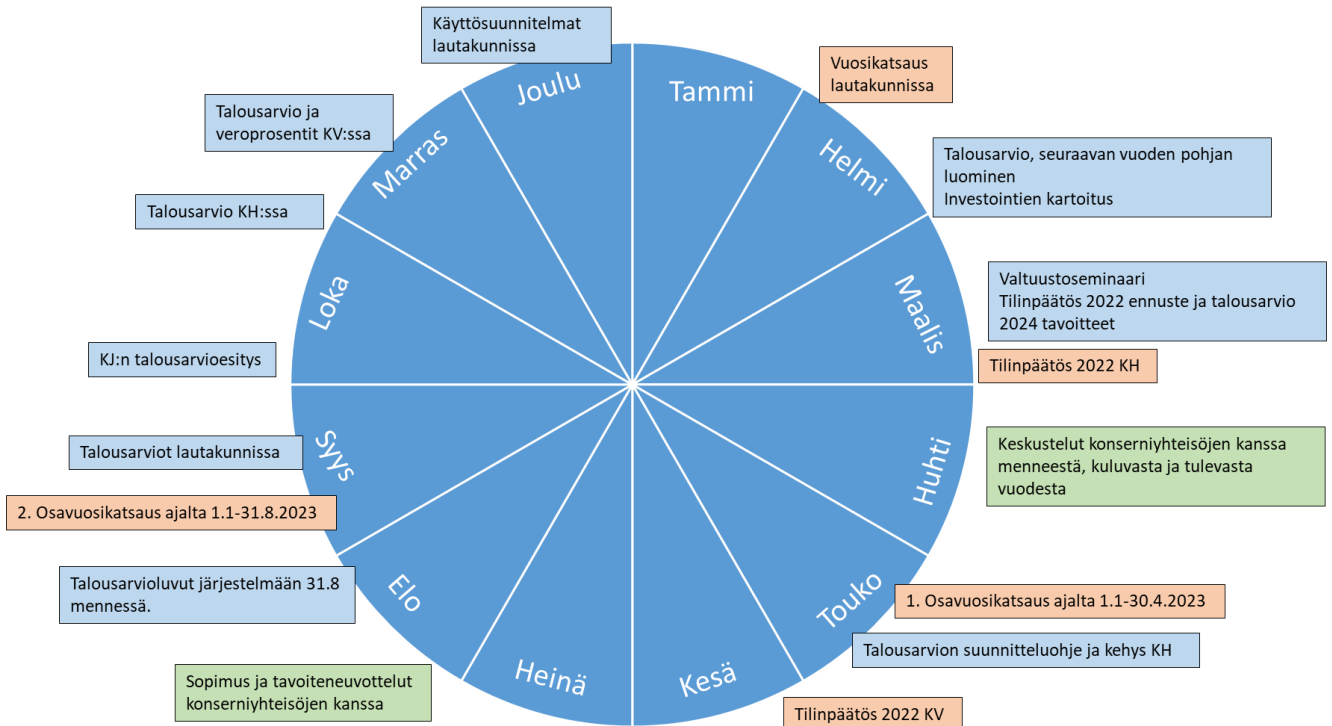 Käyttösuunnitelmat
lautakunnissa
Joulu
Tammi
Vuosikatsaus
lautakunnissa
Talousarvio ja
veroprosentit KV:ssa
Marras
Helmi
Talousarvio, seuraavan vuoden pohjan
luominen
Investointien kartoitus
Talousarvio KH:ssa
Loka
Maalis
Valtuustoseminaari
Tilinpäätös 2022 ennuste ja talousarvio
2024 tavoitteet
KJ:n talousarvioesitys
Tilinpäätös 2022 KH
Talousarviot lautakunnissa
Syys
Huhti
Keskustelut konserniyhteisöjen kanssa
menneestä, kuluvasta ja tulevasta
vuodesta
2. Osavuosikatsaus ajalta 1.1-31.8.2023
Talousarvioluvut järjestelmään 31.8
mennessä.
Elo
Touko
1. Osavuosikatsaus ajalta 1.1-30.4.2023
Talousarvion suunnitteluohje ja kehys KH
Sopimus ja tavoiteneuvottelut
konserniyhteisöjen kanssa
Heinä
Kesä
Tilinpäätös 2022 KV